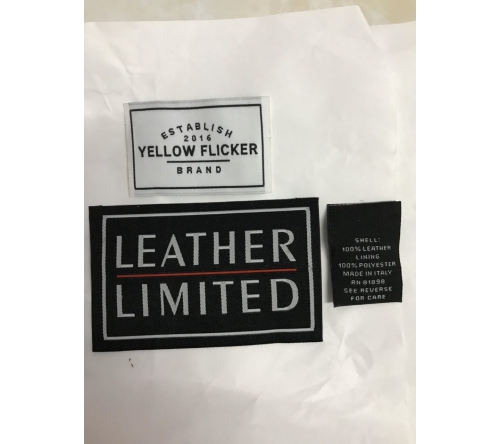 ESTABLISH
2016
YELLOW FLICKER
BRAND
LEATHER
LIMITED
SHELL:
100% LEATHER
LINING
100% POLYESTER
MADE IN ITALY
RN 81898
SEE REVERSE
FOR CARE